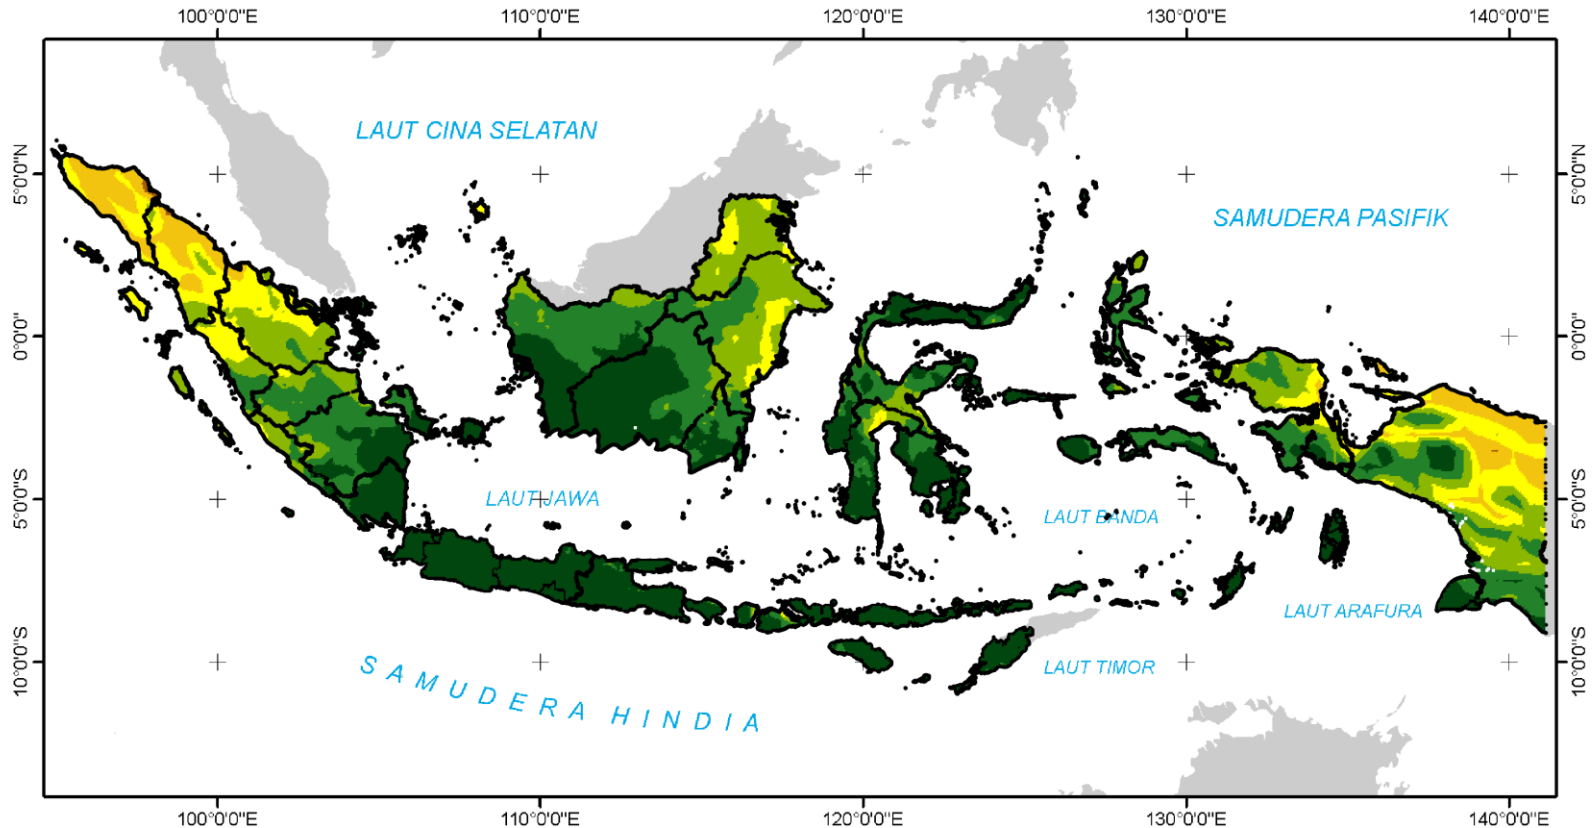 100°0'0"E 110°0'0"E 120°0'0"E 130°0'0"E 140°0'0"E
LAUT CINA SELATAN
5°0'0"N 5°0'0"N
SAMUDERA PASIFIK
0°0'0" 0°0'0"
LAUT JAWA
5°0'0"S 5°0'0"S
LAUT BANDA
LAUT ARAFURA
10°0'0"S 10°0'0"S
LAUT TIMOR
SAMUDERA HINDIA
100°0'0"E 110°0'0"E 120°0'0"E 130°0'0"E 140°0'0"E